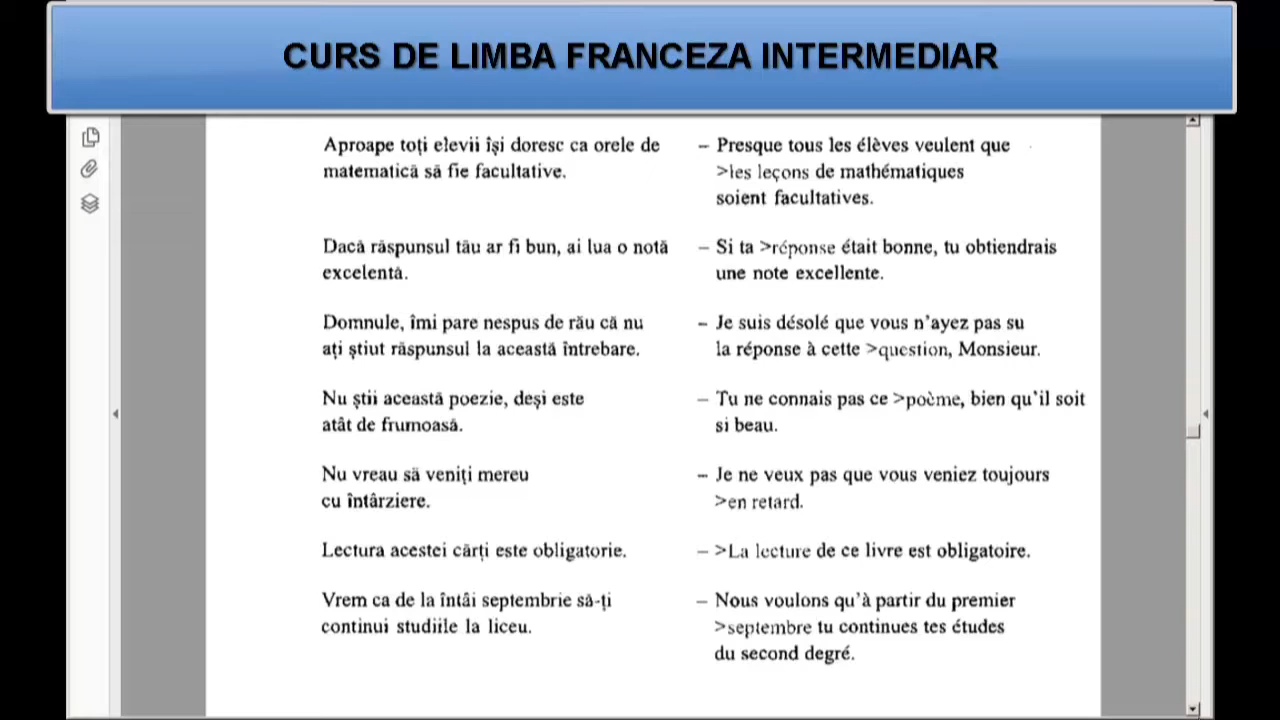 CURS DE LIMBA FRANCEZA INTERMEDIAR
Aproape toți elevii își doresc ca orele de
matematică să fie facultative.
– Presque tous les élèves veulent que
>les leçons de mathématiques
soient facultatives.
Dacă răspunsul tău ar fi bun, ai lua o notă
excelentă.
– Si ta >réponse était bonne, tu obtiendrais
une note excellente.
Domnule, îmi pare nespus de rău că nu
ați știut răspunsul la această întrebare.
– Je suis désolé que vous n'ayez pas su
la réponse à cette >question, Monsieur.
Nu știi această poezie, deși este
atât de frumoasă.
– Tu ne connais pas ce >poème, bien qu'il soit
si beau.
Nu vreau să veniți mereu
cu întârziere.
– Je ne veux pas que vous veniez toujours
>en retard.
Lectura acestei cărți este obligatorie.
– >La lecture de ce livre est obligatoire.
Vrem ca de la întâi septembrie să-ți
continui studiile la liceu.
– Nous voulons qu'à partir du premier
>septembre tu continues tes études
du second degré.